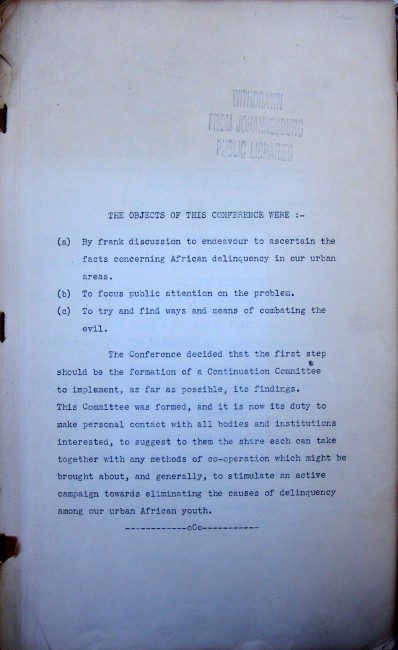 WITHDRAWN
FROM JOHANNESBURG
PUBLIC LIBRARIES
THE OBJECTS OF THIS CONFERENCE WERE :-
(a) By frank discussion to endeavour to ascertain the
facts concerning African delinquency in our urban
areas.
(b) To focus public attention on the problem.
(c) To try and find ways and means of combating the
evil.
The Conference decided that the first step
should be the formation of a Continuation Committee
to implement, as far as possible, its findings.
This Committee was formed, and it is now its duty to
make personal contact with all bodies and institutions
interested, to suggest to them the share each can take
together with any methods of co-operation which might be
brought about, and generally, to stimulate an active
campaign towards eliminating the causes of delinquency
among our urban African youth.
------------oOo-----------